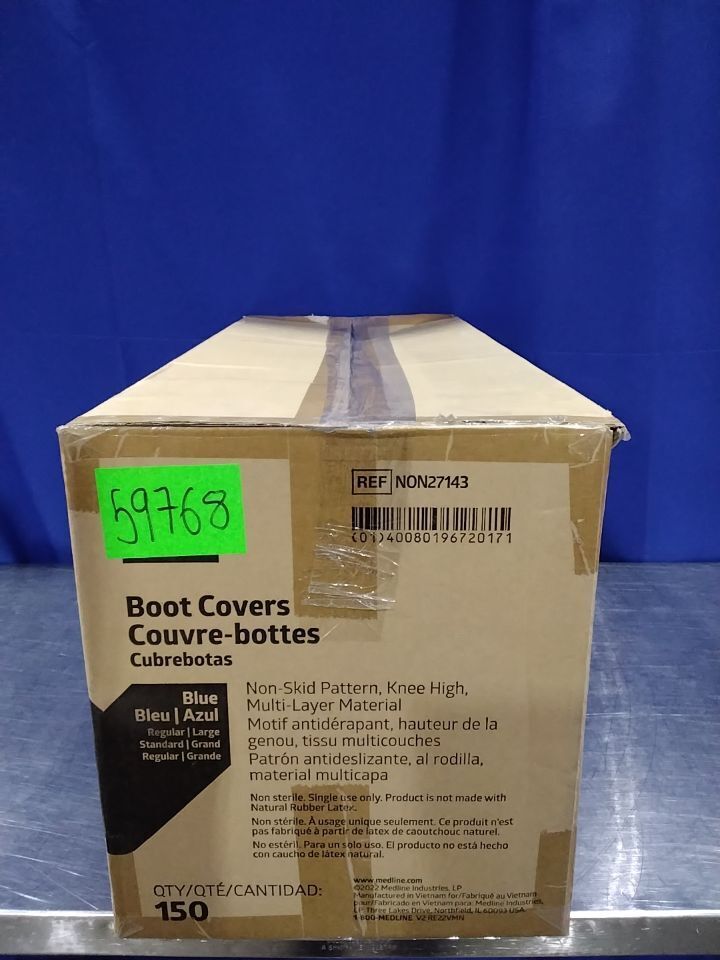 59768
REF NON27143
(01)40080196720171
Boot Covers
Couvre-bottes
Cubrebotas
Blue
Bleu | Azul
Regular | Large
Standard | Grand
Regular | Grande
Non-Skid Pattern, Knee High,
Multi-Layer Material
Motif antidérapant, hauteur de la
genou, tissu multicouches
Patrón antideslizante, al rodilla,
material multicapa
Non sterile. Single use only. Product is not made with
Natural Rubber Latex.
Non stérile. À usage unique seulement. Ce produit n'est
pas fabriqué à partir de latex de caoutchouc naturel.
No estéril. Para un solo uso. El producto no está hecho
con caucho de látex natural.
QTY/QTÉ/CANTIDAD:
150
www.medline.com
©2022 Medline Industries, LP
Manufactured in Vietnam for/Fabriqué au Vietnam
pour/Fabricado en Vietnam para: Medline Industries,
LP Three Lakes Drive, Northfield, IL 60093 USA
1-800-MEDLINE V2 RE22VMN